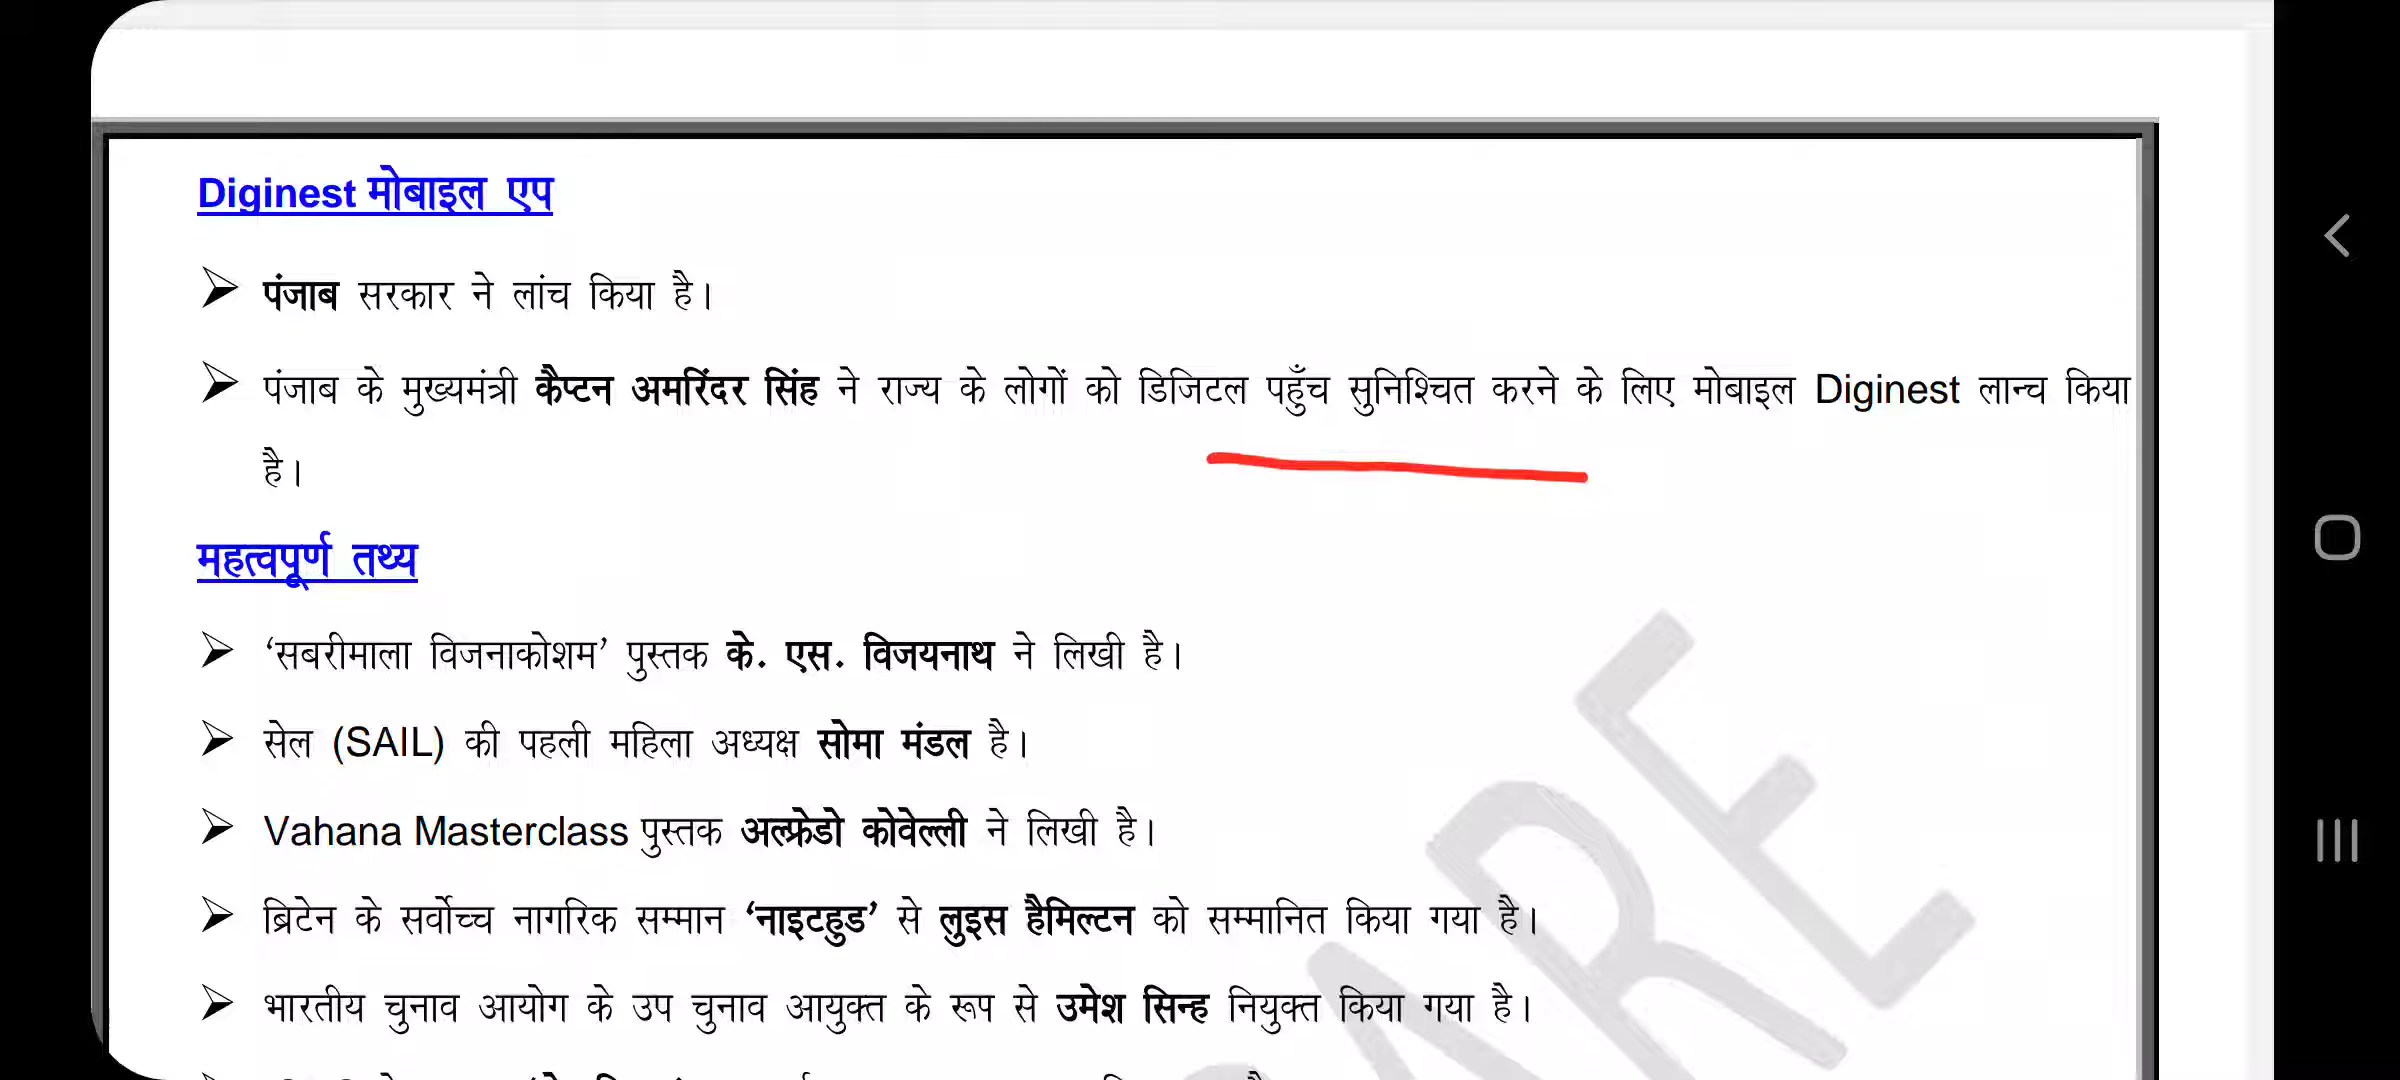 Diginest मोबाइल एप
पंजाब सरकार ने लांच किया है।
पंजाब के मुख्यमंत्री कैप्टन अमरिंदर सिंह ने राज्य के लोगों को डिजिटल पहुँच सुनिश्चित करने के लिए मोबाइल Diginest लान्च किया
है।
महत्वपूर्ण तथ्य
‘सबरीमाला विजनाकोशम’ पुस्तक के. एस. विजयनाथ ने लिखी है।
सेल (SAIL) की पहली महिला अध्यक्ष सोमा मंडल है।
Vahana Masterclass पुस्तक अल्फ्रेडो कोवेल्ली ने लिखी है।
ब्रिटेन के सर्वोच्च नागरिक सम्मान ‘नाइटहुड’ से लुइस हैमिल्टन को सम्मानित किया गया है।
भारतीय चुनाव आयोग के उप चुनाव आयुक्त के रूप से उमेश सिन्ह नियुक्त किया गया है।